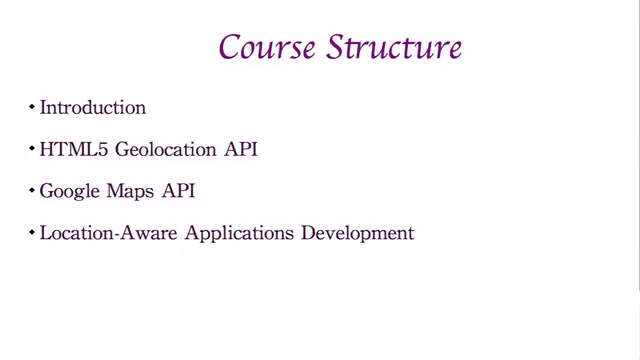 Course Structure
• Introduction
• HTML5 Geolocation API
• Google Maps API
• Location-Aware Applications Development